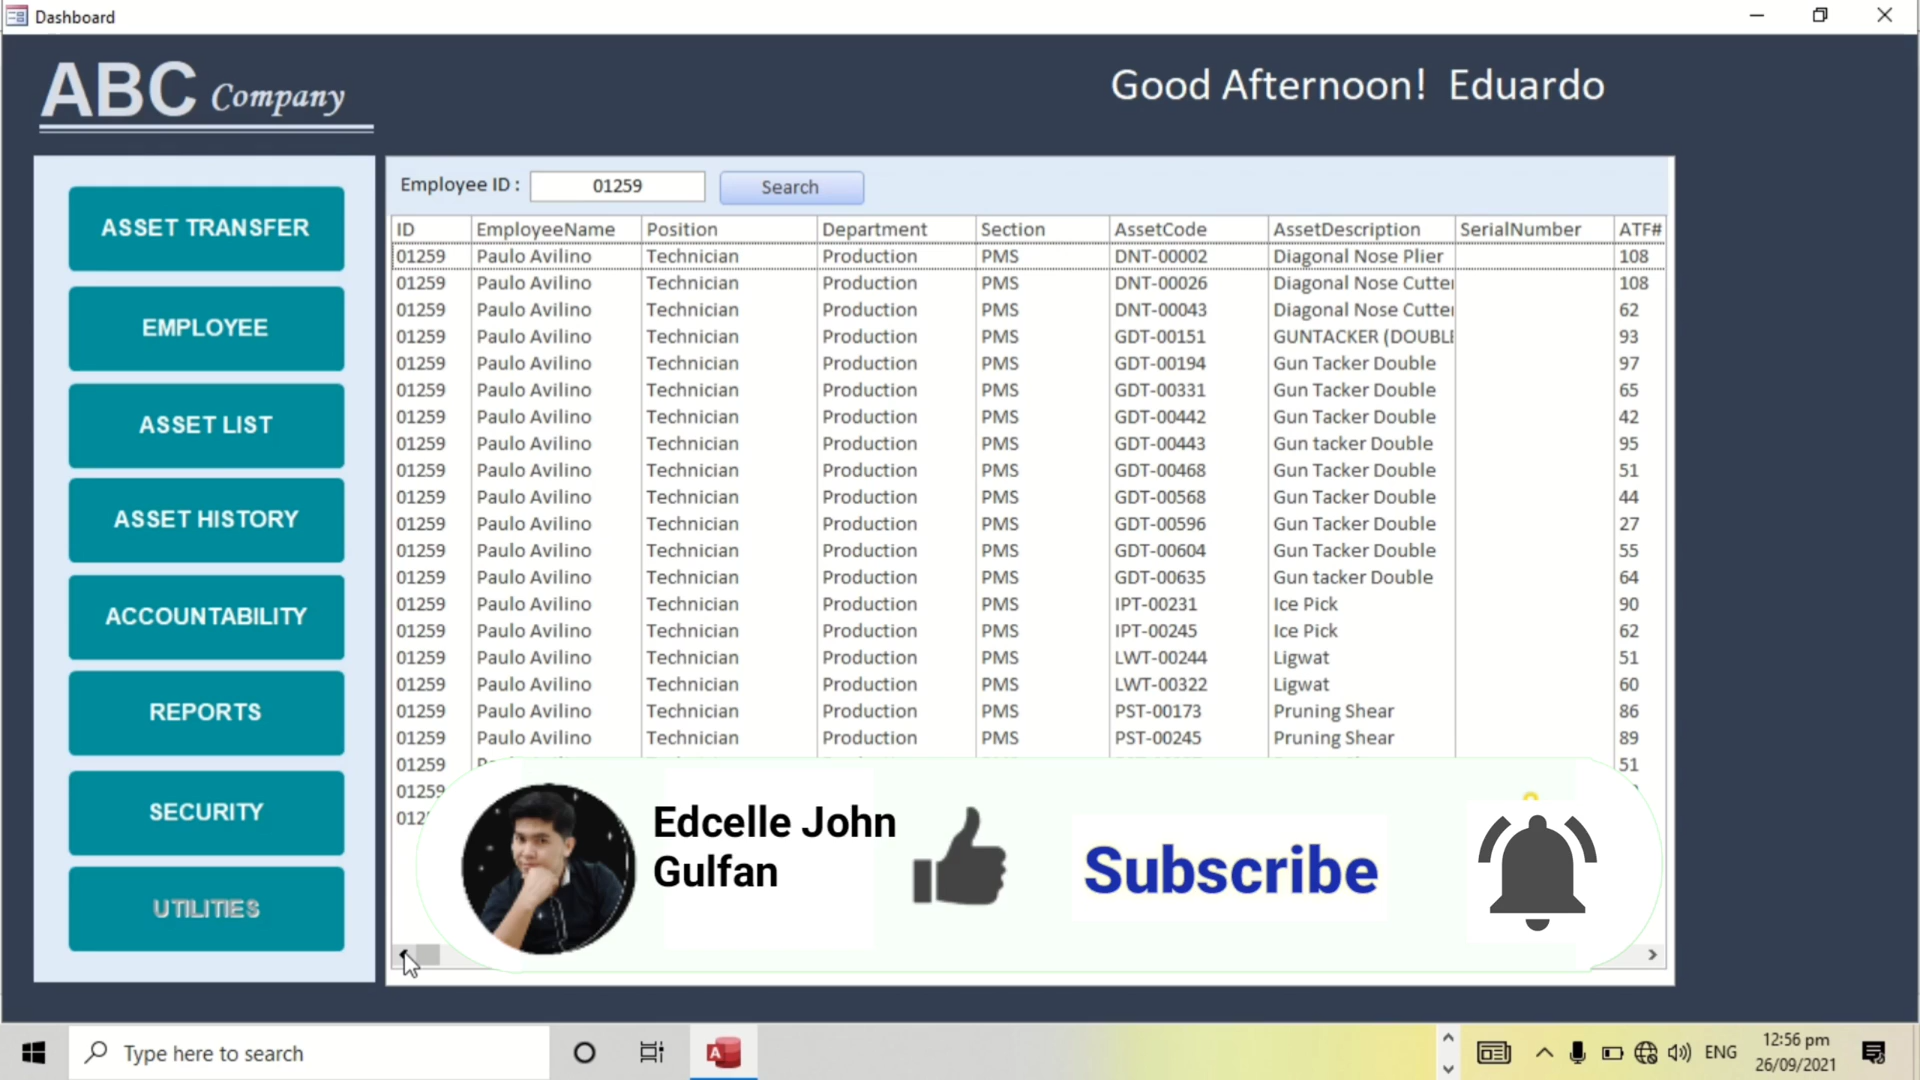 Dashboard
ABC Company
Good Afternoon! Eduardo
ASSET TRANSFER
EMPLOYEE
ASSET LIST
ASSET HISTORY
ACCOUNTABILITY
REPORTS
SECURITY
UTILITIES
Employee ID : 01259 Search
ID EmployeeName Position Department Section AssetCode AssetDescription SerialNumber ATF#
01259 Paulo Avilino Technician Production PMS DNT-00002 Diagonal Nose Plier 108
01259 Paulo Avilino Technician Production PMS DNT-00026 Diagonal Nose Cutter 108
01259 Paulo Avilino Technician Production PMS DNT-00043 Diagonal Nose Cutter 62
01259 Paulo Avilino Technician Production PMS GDT-00151 GUNTACKER (DOUBLE 93
01259 Paulo Avilino Technician Production PMS GDT-00194 Gun Tacker Double 97
01259 Paulo Avilino Technician Production PMS GDT-00331 Gun Tacker Double 65
01259 Paulo Avilino Technician Production PMS GDT-00442 Gun Tacker Double 42
01259 Paulo Avilino Technician Production PMS GDT-00443 Gun tacker Double 95
01259 Paulo Avilino Technician Production PMS GDT-00468 Gun Tacker Double 51
01259 Paulo Avilino Technician Production PMS GDT-00568 Gun Tacker Double 44
01259 Paulo Avilino Technician Production PMS GDT-00596 Gun Tacker Double 27
01259 Paulo Avilino Technician Production PMS GDT-00604 Gun Tacker Double 55
01259 Paulo Avilino Technician Production PMS GDT-00635 Gun tacker Double 64
01259 Paulo Avilino Technician Production PMS IPT-00231 Ice Pick 90
01259 Paulo Avilino Technician Production PMS IPT-00245 Ice Pick 62
01259 Paulo Avilino Technician Production PMS LWT-00244 Ligwat 51
01259 Paulo Avilino Technician Production PMS LWT-00322 Ligwat 60
01259 Paulo Avilino Technician Production PMS PST-00173 Pruning Shear 86
01259 Paulo Avilino Technician Production PMS PST-00245 Pruning Shear 89
01259 51
01259
Edcelle John
Gulfan
Subscribe
Type here to search
ENG
12:56 pm
26/09/2021